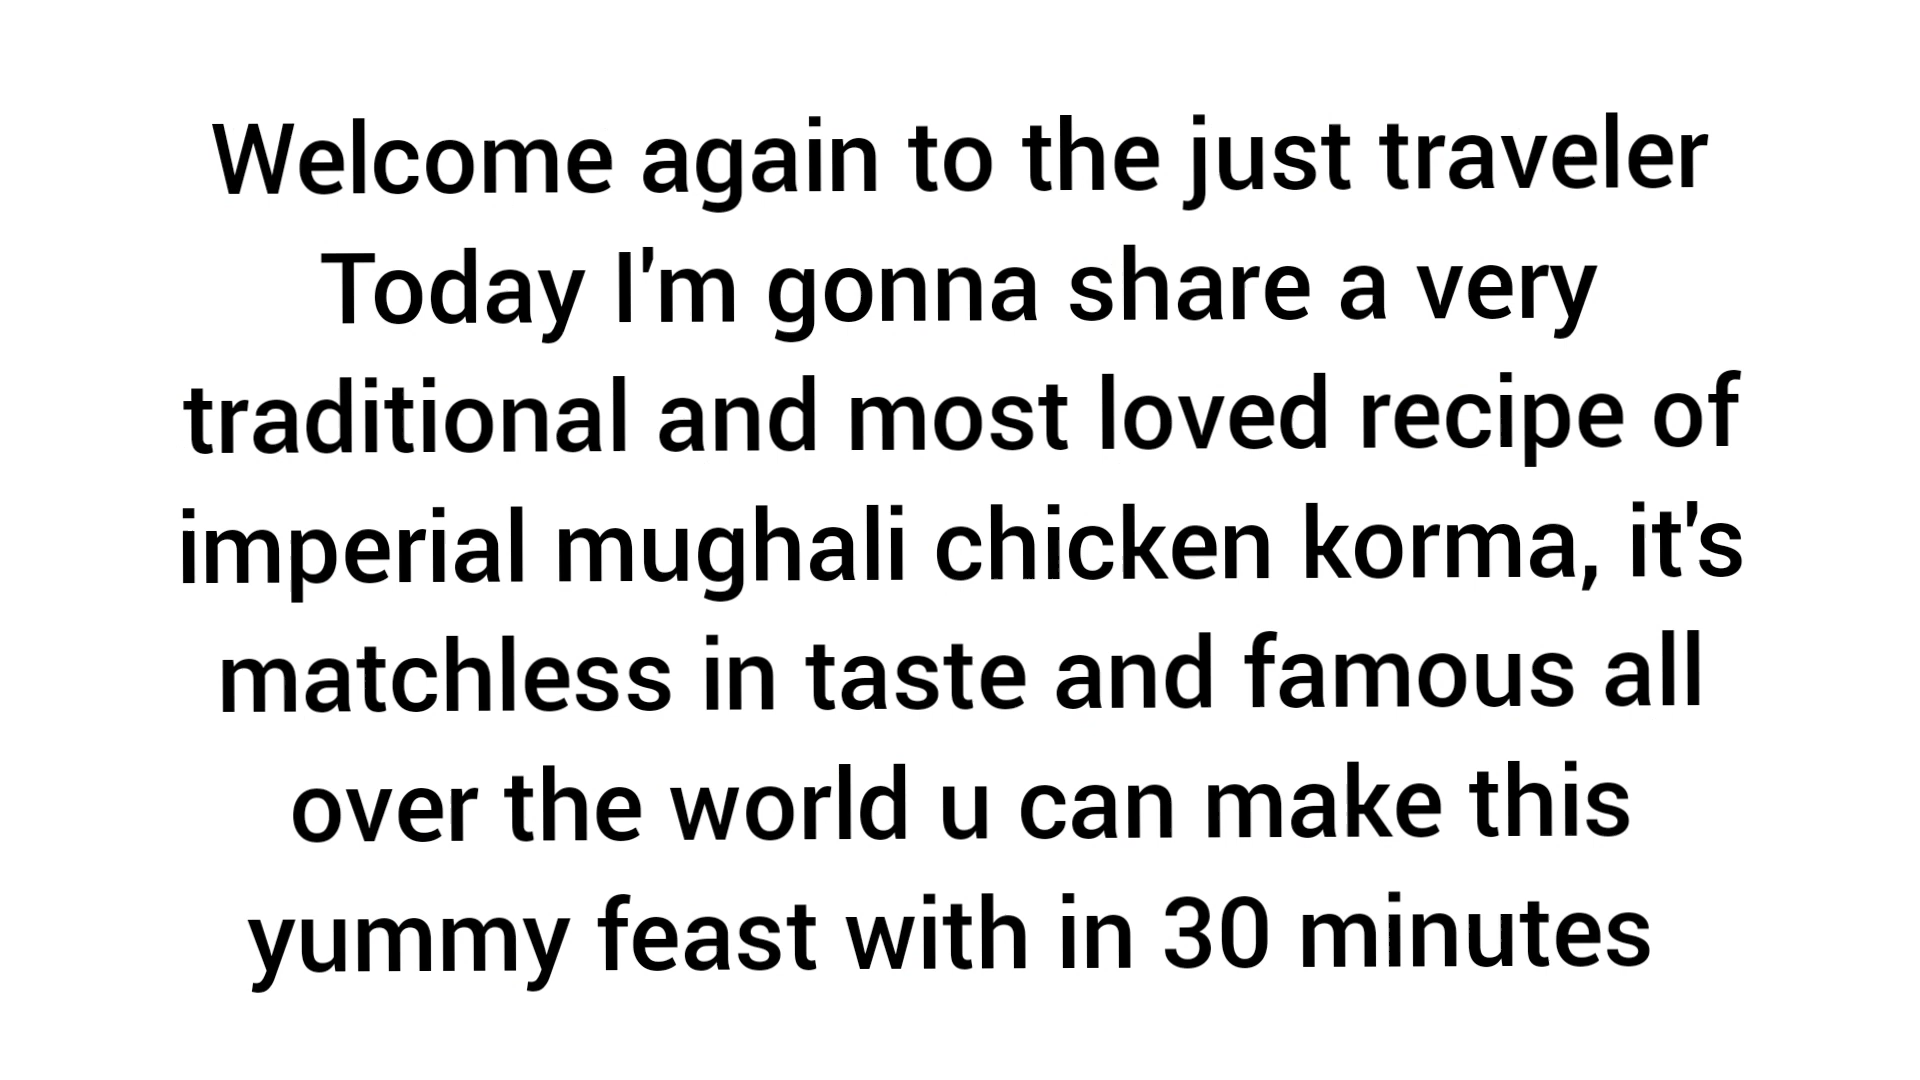 Welcome again to the just traveler
Today I'm gonna share a very
traditional and most loved recipe of
imperial mughali chicken korma, it's
matchless in taste and famous all
over the world u can make this
yummy feast with in 30 minutes